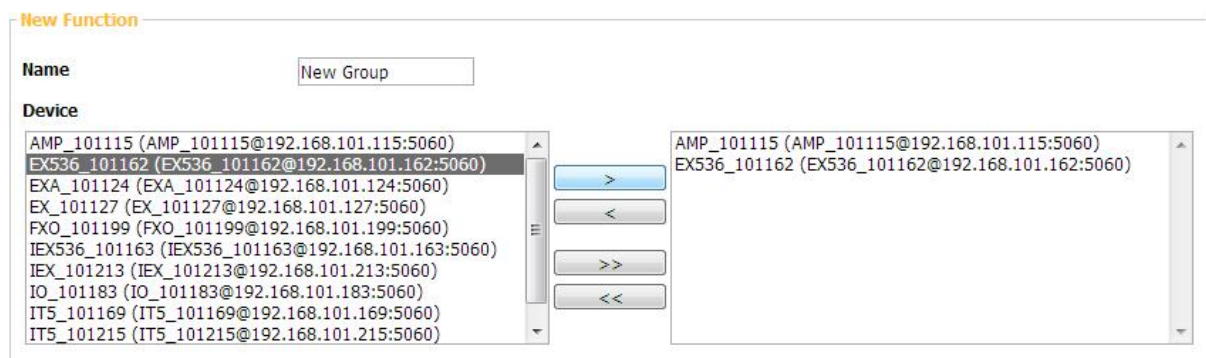 New Function
Name
New Group
Device
AMP_101115 (AMP_101115@192.168.101.115:5060)
EX536_101162 (EX536_101162@192.168.101.162:5060)
EXA_101124 (EXA_101124@192.168.101.124:5060)
EX_101127 (EX_101127@192.168.101.127:5060)
FXO_101199 (FXO_101199@192.168.101.199:5060)
IEX536_101163 (IEX536_101163@192.168.101.163:5060)
IEX_101213 (IEX_101213@192.168.101.213:5060)
IO_101183 (IO_101183@192.168.101.183:5060)
IT5_101169 (IT5_101169@192.168.101.169:5060)
IT5_101215 (IT5_101215@192.168.101.215:5060)
>
<
>>
<<
AMP_101115 (AMP_101115@192.168.101.115:5060)
EX536_101162 (EX536_101162@192.168.101.162:5060)